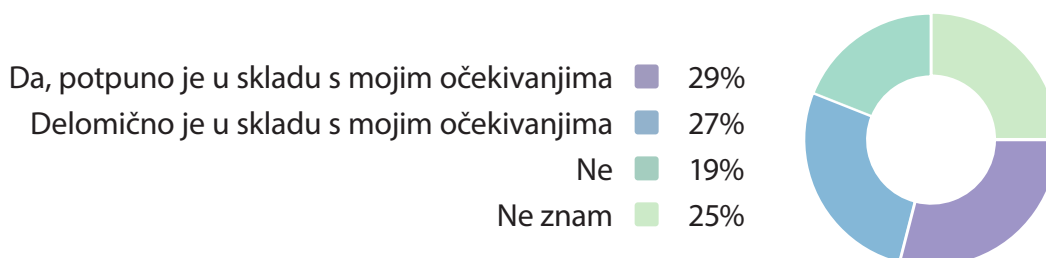 Da, potpuno je u skladu s mojim očekivanjima 29%
Delomično je u skladu s mojim očekivanjima 27%
Ne 19%
Ne znam 25%